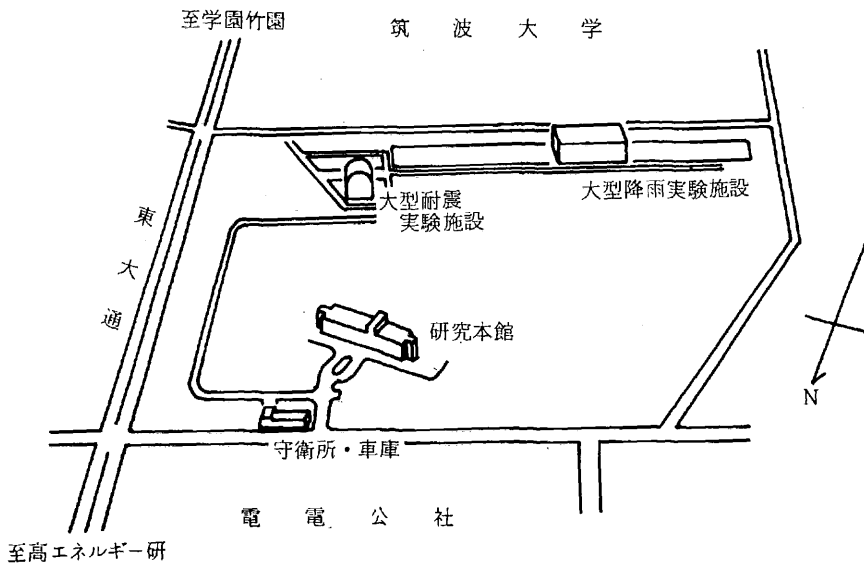 至学園竹園
筑波大学
大型耐震
実験施設
大型降雨実験施設
東大通
研究本館
N
守衛所・車庫
電電公社
至高エネルギー研